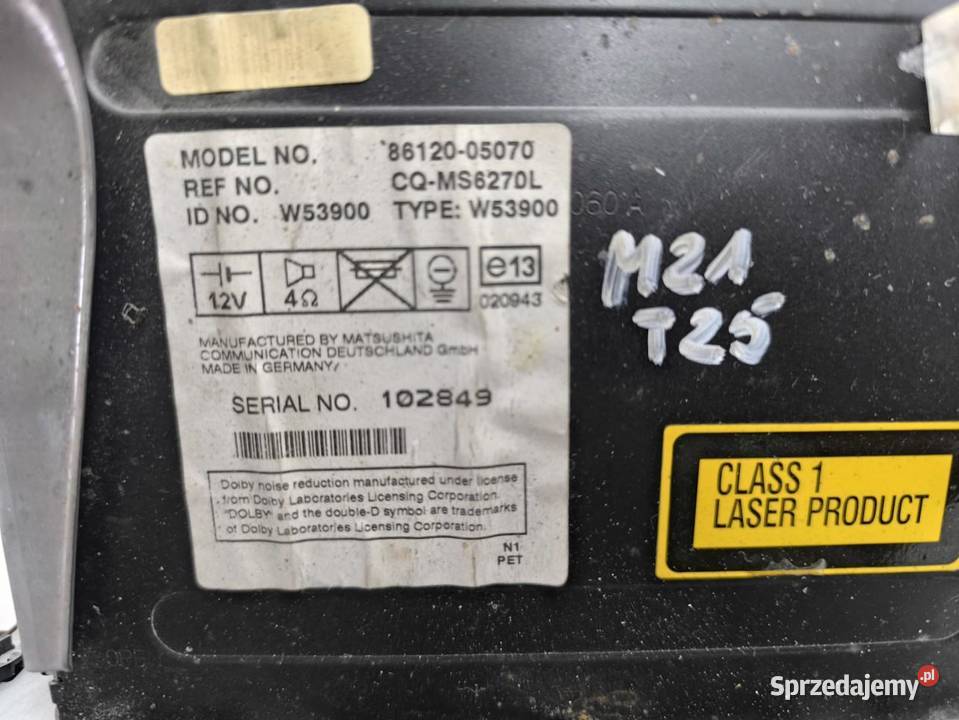 MODEL NO. 86120-05070
REF NO. CQ-MS6270L
ID NO. W53900 TYPE: W53900
12V 4Ω e13
020943
MANUFACTURED BY MATSUSHITA
COMMUNICATION DEUTSCHLAND GmbH
MADE IN GERMANY/
SERIAL NO. 102849
Dolby noise reduction manufactured under license
from Dolby Laboratories Licensing Corporation.
"DOLBY" and the double-D symbol are trademarks
of Dolby Laboratories Licensing Corporation.
N1
PET
060 A
M21
T25
CLASS 1
LASER PRODUCT
Sprzedajemy.pl